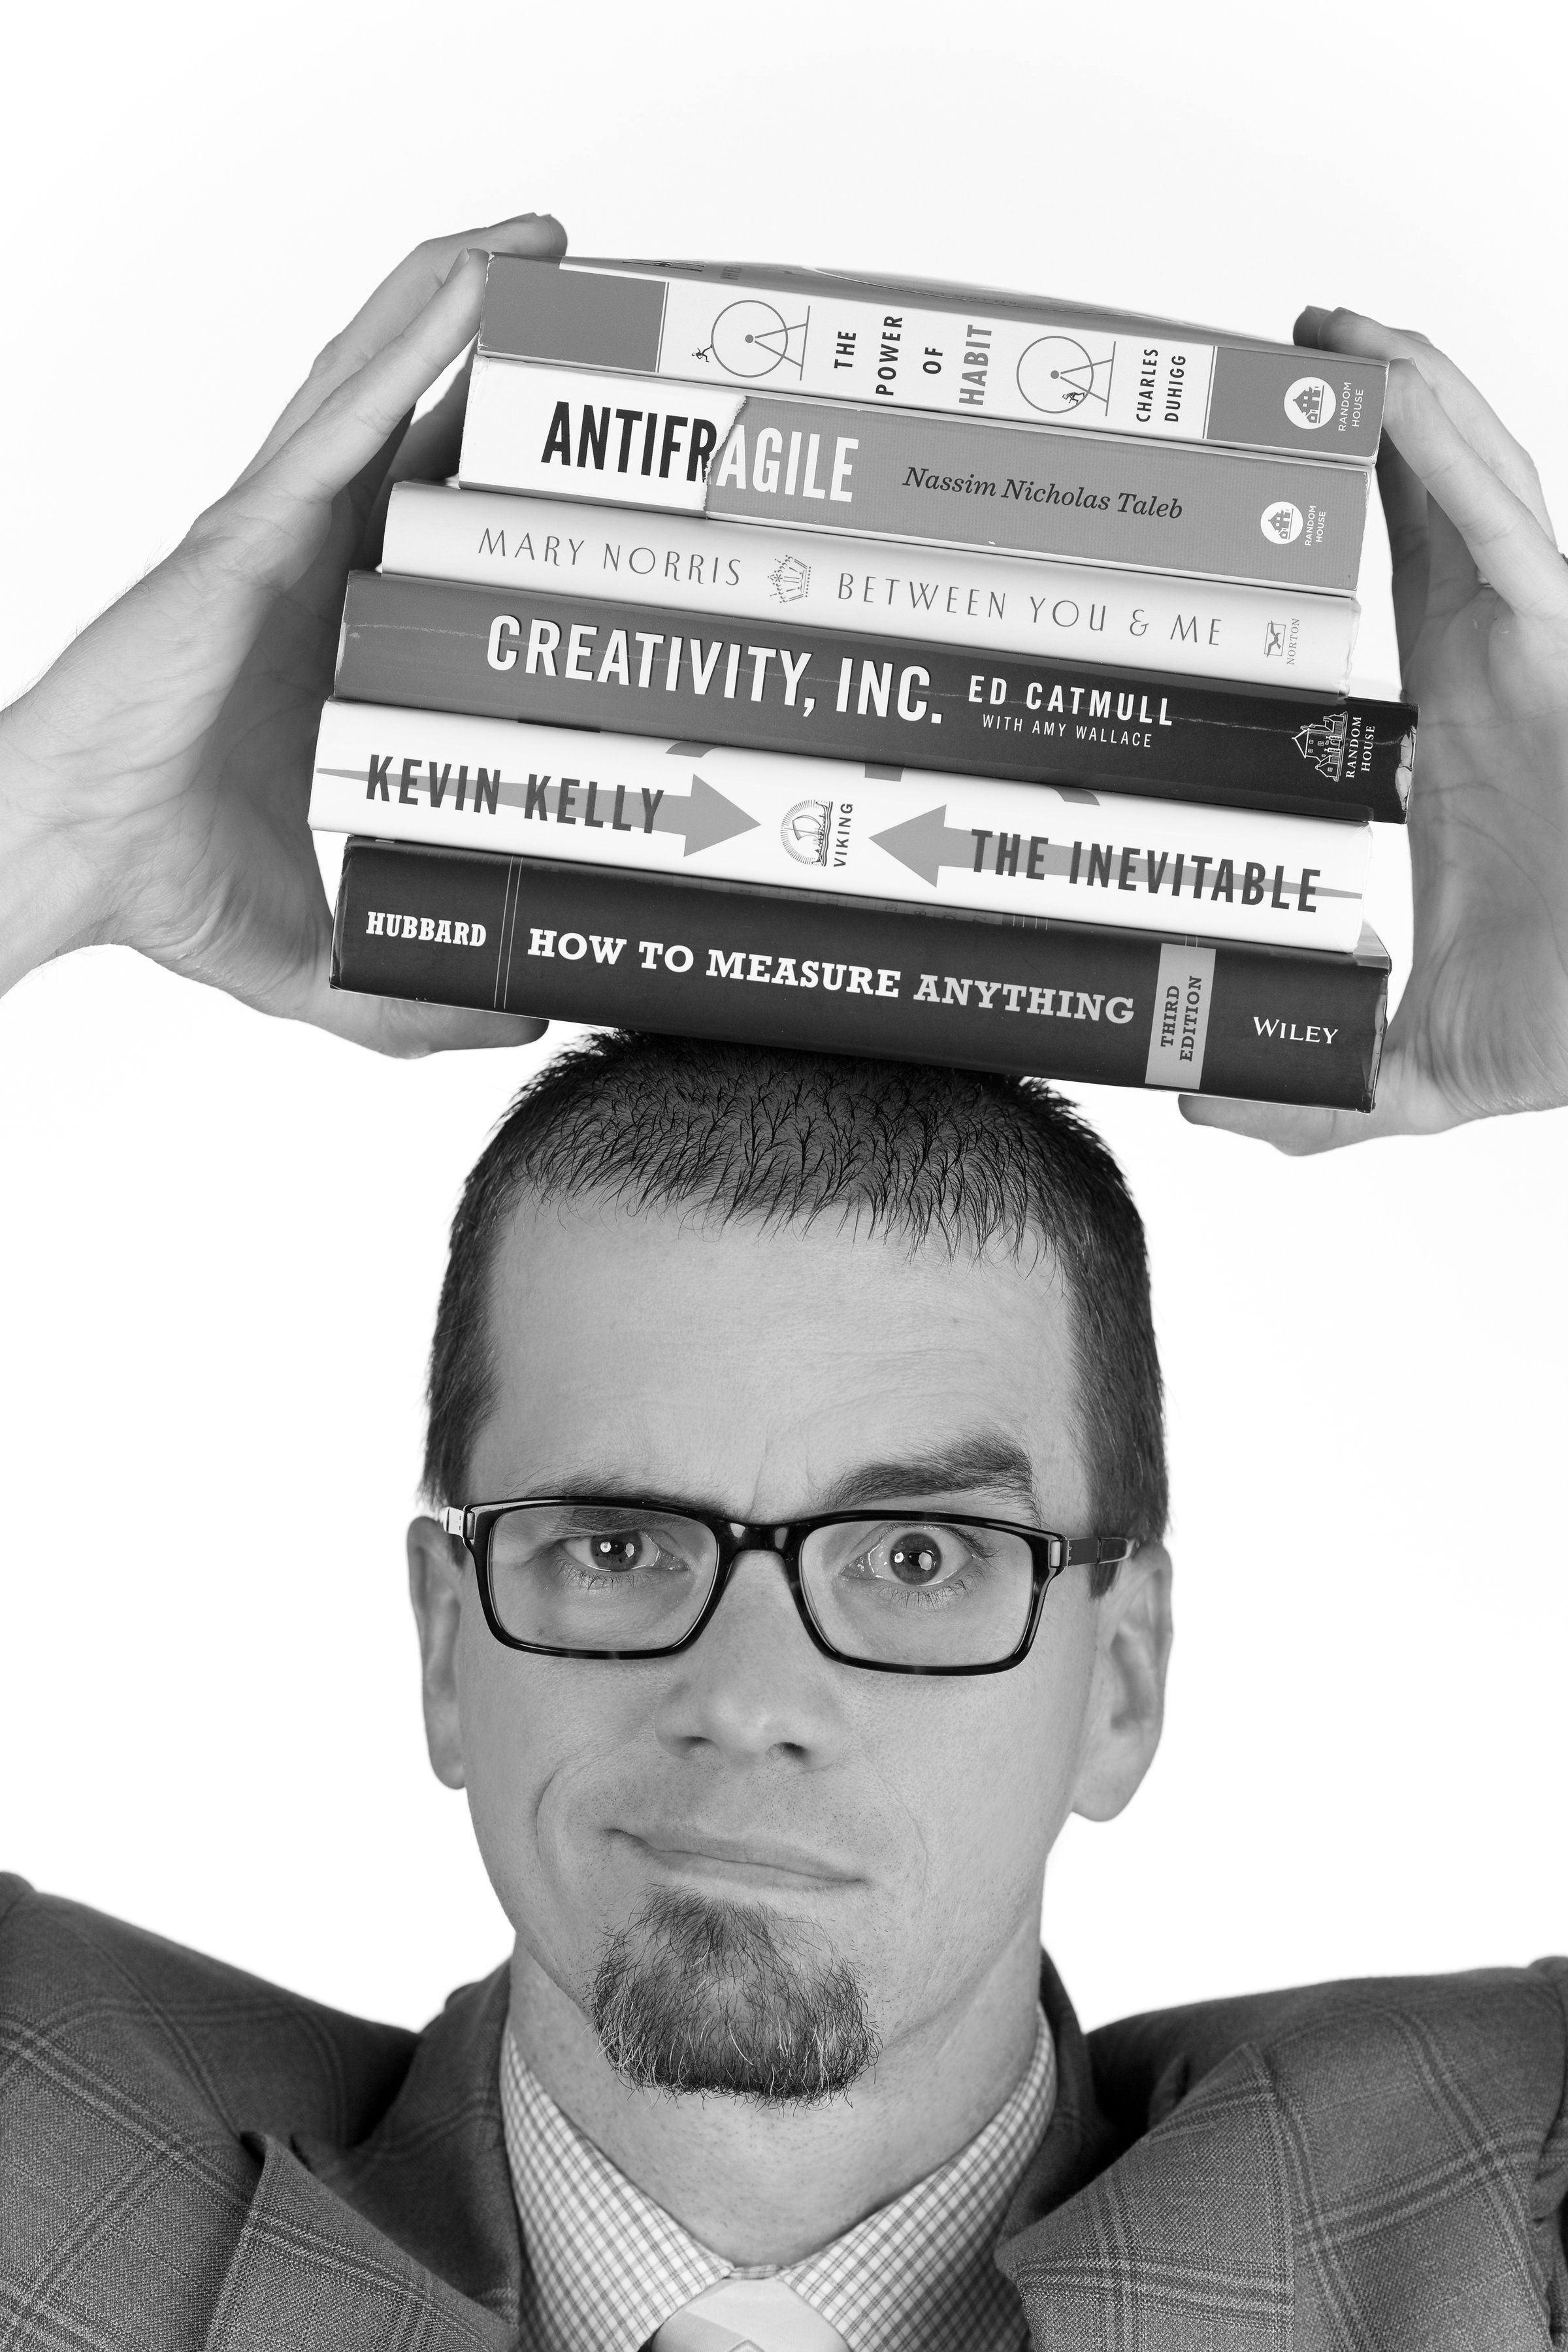 THE
POWER
OF
HABIT
CHARLES
DUHIGG
RANDOM
HOUSE
ANTIFRAGILE
Nassim Nicholas Taleb
RANDOM
HOUSE
MARY NORRIS
BETWEEN YOU & ME
NORTON
CREATIVITY, INC.
ED CATMULL
WITH AMY WALLACE
RANDOM
HOUSE
KEVIN KELLY
VIKING
THE INEVITABLE
HUBBARD
HOW TO MEASURE ANYTHING
THIRD
EDITION
WILEY